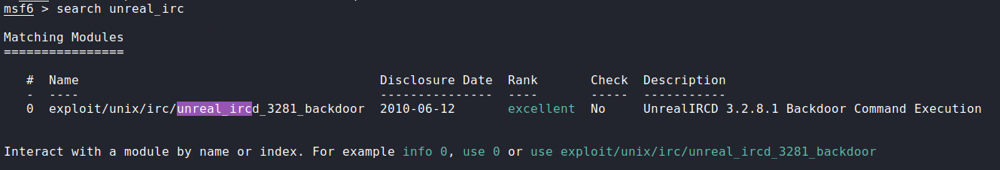 msf6 > search unreal_irc
Matching Modules
================
#  Name                                        Disclosure Date  Rank       Check  Description
-  ----                                        ---------------  ----       -----  -----------
0  exploit/unix/irc/unreal_ircd_3281_backdoor  2010-06-12       excellent  No     UnrealIRCD 3.2.8.1 Backdoor Command Execution
Interact with a module by name or index. For example info 0, use 0 or use exploit/unix/irc/unreal_ircd_3281_backdoor